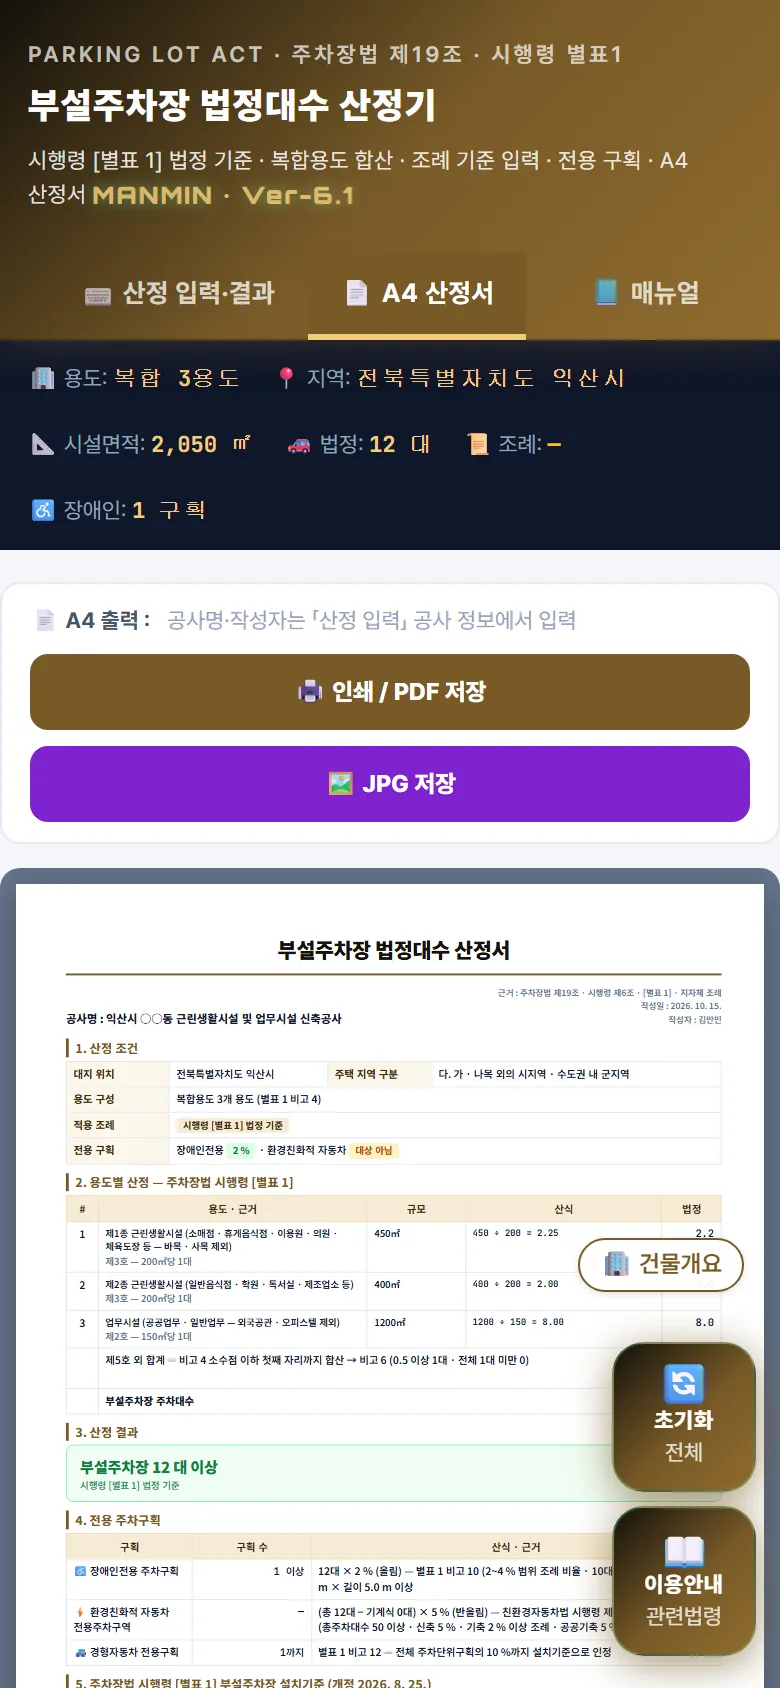 PARKING LOT ACT · 주차장법 제19조 · 시행령 별표1
부설주차장 법정대수 산정기
시행령 [별표 1] 법정 기준 · 복합용도 합산 · 조례 기준 입력 · 전용 구획 · A4
산정서 MANMIN · Ver-6.1
산정 입력·결과
A4 산정서
매뉴얼
용도: 복합 3용도
지역: 전북특별자치도 익산시
시설면적: 2,050 ㎡
법정: 12 대
조례: —
장애인: 1 구획
A4 출력 : 공사명·작성자는 「산정 입력」 공사 정보에서 입력
인쇄 / PDF 저장
JPG 저장
부설주차장 법정대수 산정서
근거 : 주차장법 제19조 · 시행령 제6조 · [별표 1] · 지자체 조례
작성일 : 2026. 10. 15.
공사명 : 익산시 ○○동 근린생활시설 및 업무시설 신축공사
작성자 : 김만민
1. 산정 조건
대지 위치 전북특별자치도 익산시 주택 지역 구분 다. 가 · 나목 외의 시지역 · 수도권 내 군지역
용도 구성 복합용도 3개 용도 (별표 1 비고 4)
적용 조례 시행령 [별표 1] 법정 기준
전용 구획 장애인전용 2 % · 환경친화적 자동차 대상 아님
2. 용도별 산정 — 주차장법 시행령 [별표 1]
# 용도 · 근거 규모 산식 법정
1 제1종 근린생활시설 (소매점 · 휴게음식점 · 이용원 · 의원 · 450㎡ 450 ÷ 200 = 2.25 2.2
체육도장 등 — 바목 · 사목 제외)
제3호 — 200㎡당 1대
2 제2종 근린생활시설 (일반음식점 · 학원 · 독서실 · 제조업소 등) 400㎡ 400 ÷ 200 = 2.00
제3호 — 200㎡당 1대
3 업무시설 (공공업무 · 일반업무 — 외국공관 · 오피스텔 제외) 1200㎡ 1200 ÷ 150 = 8.00 8.0
제2호 — 150㎡당 1대
제5호 외 합계 — 비고 4 소수점 이하 첫째 자리까지 합산 → 비고 6 (0.5 이상 1대 · 전체 1대 미만 0)
부설주차장 주차대수
건물개요
초기화
전체
이용안내
관련법령
3. 산정 결과
부설주차장 12 대 이상
시행령 [별표 1] 법정 기준
4. 전용 주차구획
구획 구획 수 산식 · 근거
장애인전용 주차구획 1 이상 12대 × 2 % (올림) — 별표 1 비고 10 (2~4 % 범위 조례 비율 · 10대
m × 길이 5.0 m 이상
환경친화적 자동차 — (총 12대 − 기계식 0대) × 5 % (반올림) — 친환경자동차법 시행령 제
전용주차구역 (총주차대수 50 이상 · 신축 5 % · 기축 2 % 이상 조례 · 공공기축 5 %
경형자동차 전용구획 1까지 별표 1 비고 12 — 전체 주차단위구획의 10 %까지 설치기준으로 인정
5. 주차장법 시행령 [별표 1] 부설주차장 설치기준 (개정 2026. 8. 25.)